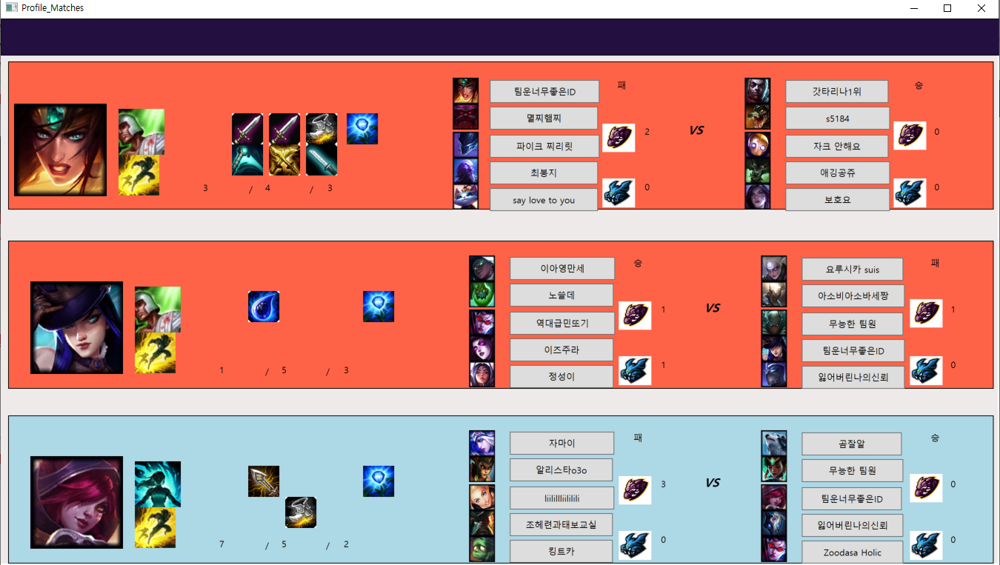 Profile_Matches
팀운너무좋은ID 패 갓타리나1위 승
멸찌햄찌 s5184
파이크 찌리릿 2 VS 자크 안해요 0
최봉지 애깅공쥬
say love to you 0 보호요 0
3 / 4 / 3
이아영만세 승 요루시카 suis 패
노쓸데 아소비아소바세짱
역대급민또기 1 VS 무능한 팀원 1
이즈주라 팀운너무좋은ID
정성이 1 잃어버린나의신뢰 0
1 / 5 / 3
자마이 패 곰잘알 승
알리스타o3o 무능한 팀원
3 VS 팀운너무좋은ID 0
조헤련과태보교실 잃어버린나의신뢰
킹트카 0 Zoodasa Holic 0
7 / 5 / 2